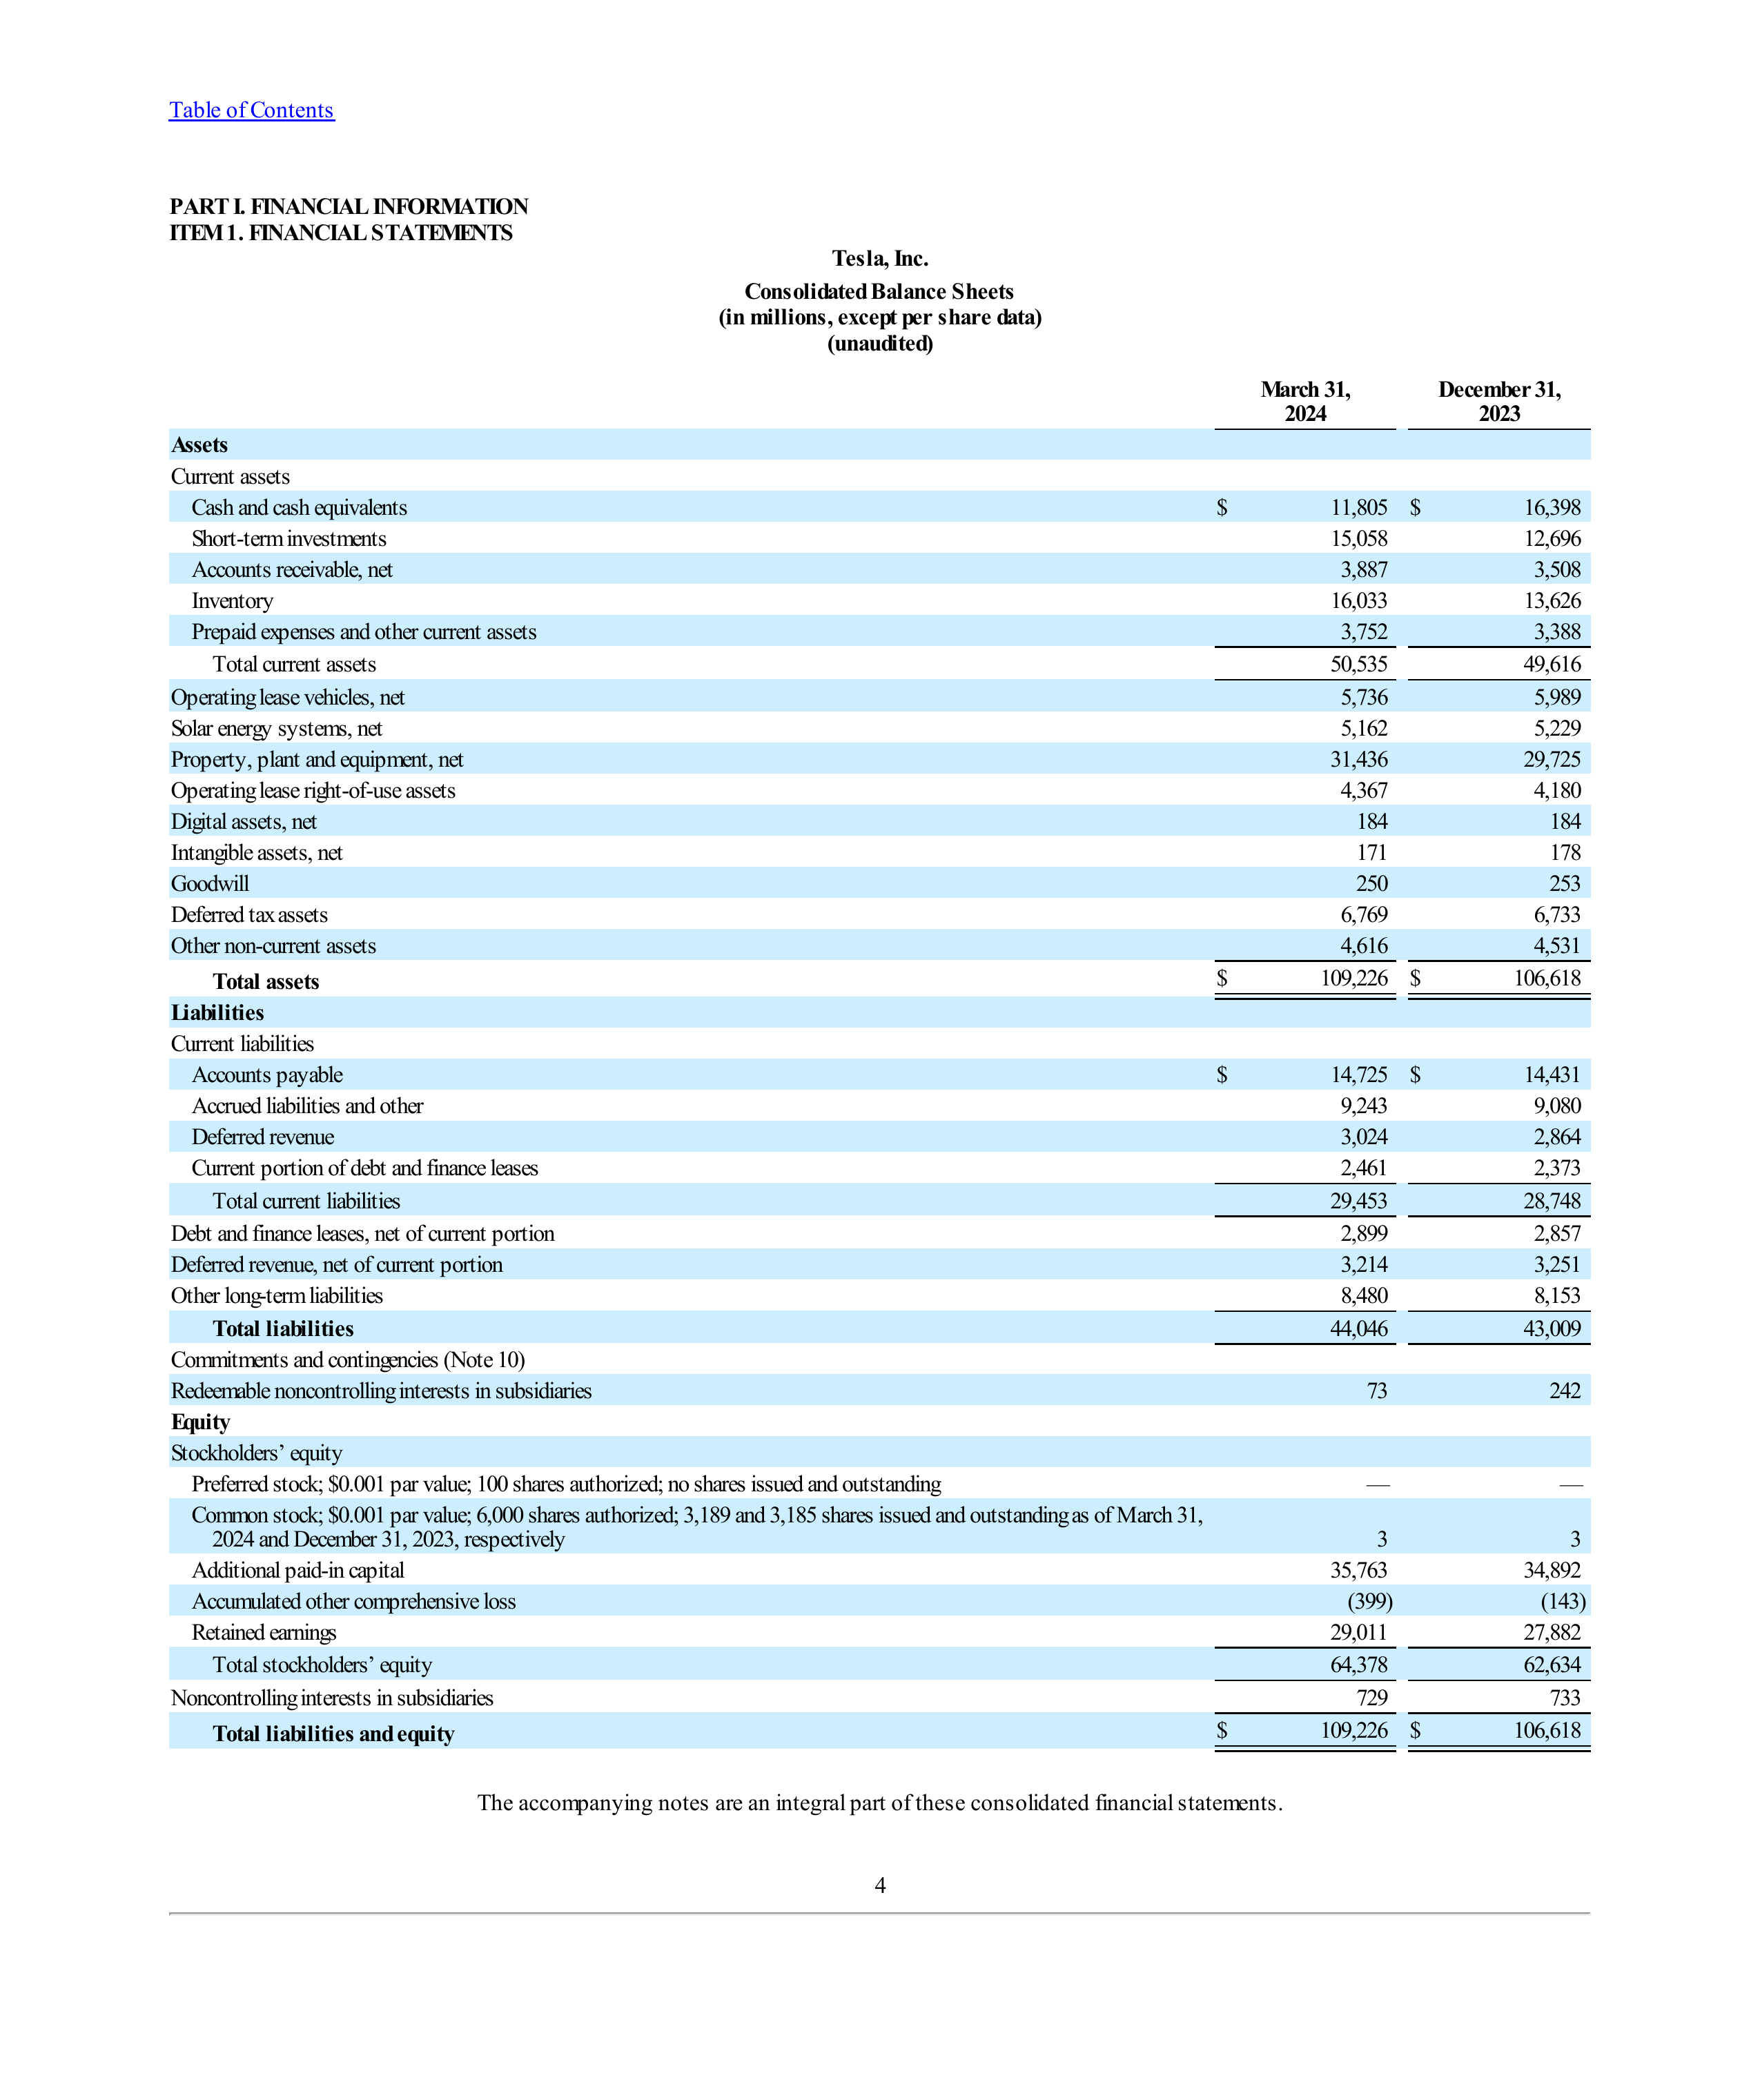 Table of Contents
PART I. FINANCIAL INFORMATION
ITEM 1. FINANCIAL STATEMENTS
Tesla, Inc.
Consolidated Balance Sheets
(in millions, except per share data)
(unaudited)
March 31, December 31,
2024 2023
Assets
Current assets
Cash and cash equivalents $ 11,805 $ 16,398
Short-term investments 15,058 12,696
Accounts receivable, net 3,887 3,508
Inventory 16,033 13,626
Prepaid expenses and other current assets 3,752 3,388
Total current assets 50,535 49,616
Operating lease vehicles, net 5,736 5,989
Solar energy systems, net 5,162 5,229
Property, plant and equipment, net 31,436 29,725
Operating lease right-of-use assets 4,367 4,180
Digital assets, net 184 184
Intangible assets, net 171 178
Goodwill 250 253
Deferred tax assets 6,769 6,733
Other non-current assets 4,616 4,531
Total assets $ 109,226 $ 106,618
Liabilities
Current liabilities
Accounts payable $ 14,725 $ 14,431
Accrued liabilities and other 9,243 9,080
Deferred revenue 3,024 2,864
Current portion of debt and finance leases 2,461 2,373
Total current liabilities 29,453 28,748
Debt and finance leases, net of current portion 2,899 2,857
Deferred revenue, net of current portion 3,214 3,251
Other long-term liabilities 8,480 8,153
Total liabilities 44,046 43,009
Commitments and contingencies (Note 10)
Redeemable noncontrolling interests in subsidiaries 73 242
Equity
Stockholders’ equity
Preferred stock; $0.001 par value; 100 shares authorized; no shares issued and outstanding — —
Common stock; $0.001 par value; 6,000 shares authorized; 3,189 and 3,185 shares issued and outstanding as of March 31,
2024 and December 31, 2023, respectively 3 3
Additional paid-in capital 35,763 34,892
Accumulated other comprehensive loss (399) (143)
Retained earnings 29,011 27,882
Total stockholders’ equity 64,378 62,634
Noncontrolling interests in subsidiaries 729 733
Total liabilities and equity $ 109,226 $ 106,618
The accompanying notes are an integral part of these consolidated financial statements.
4